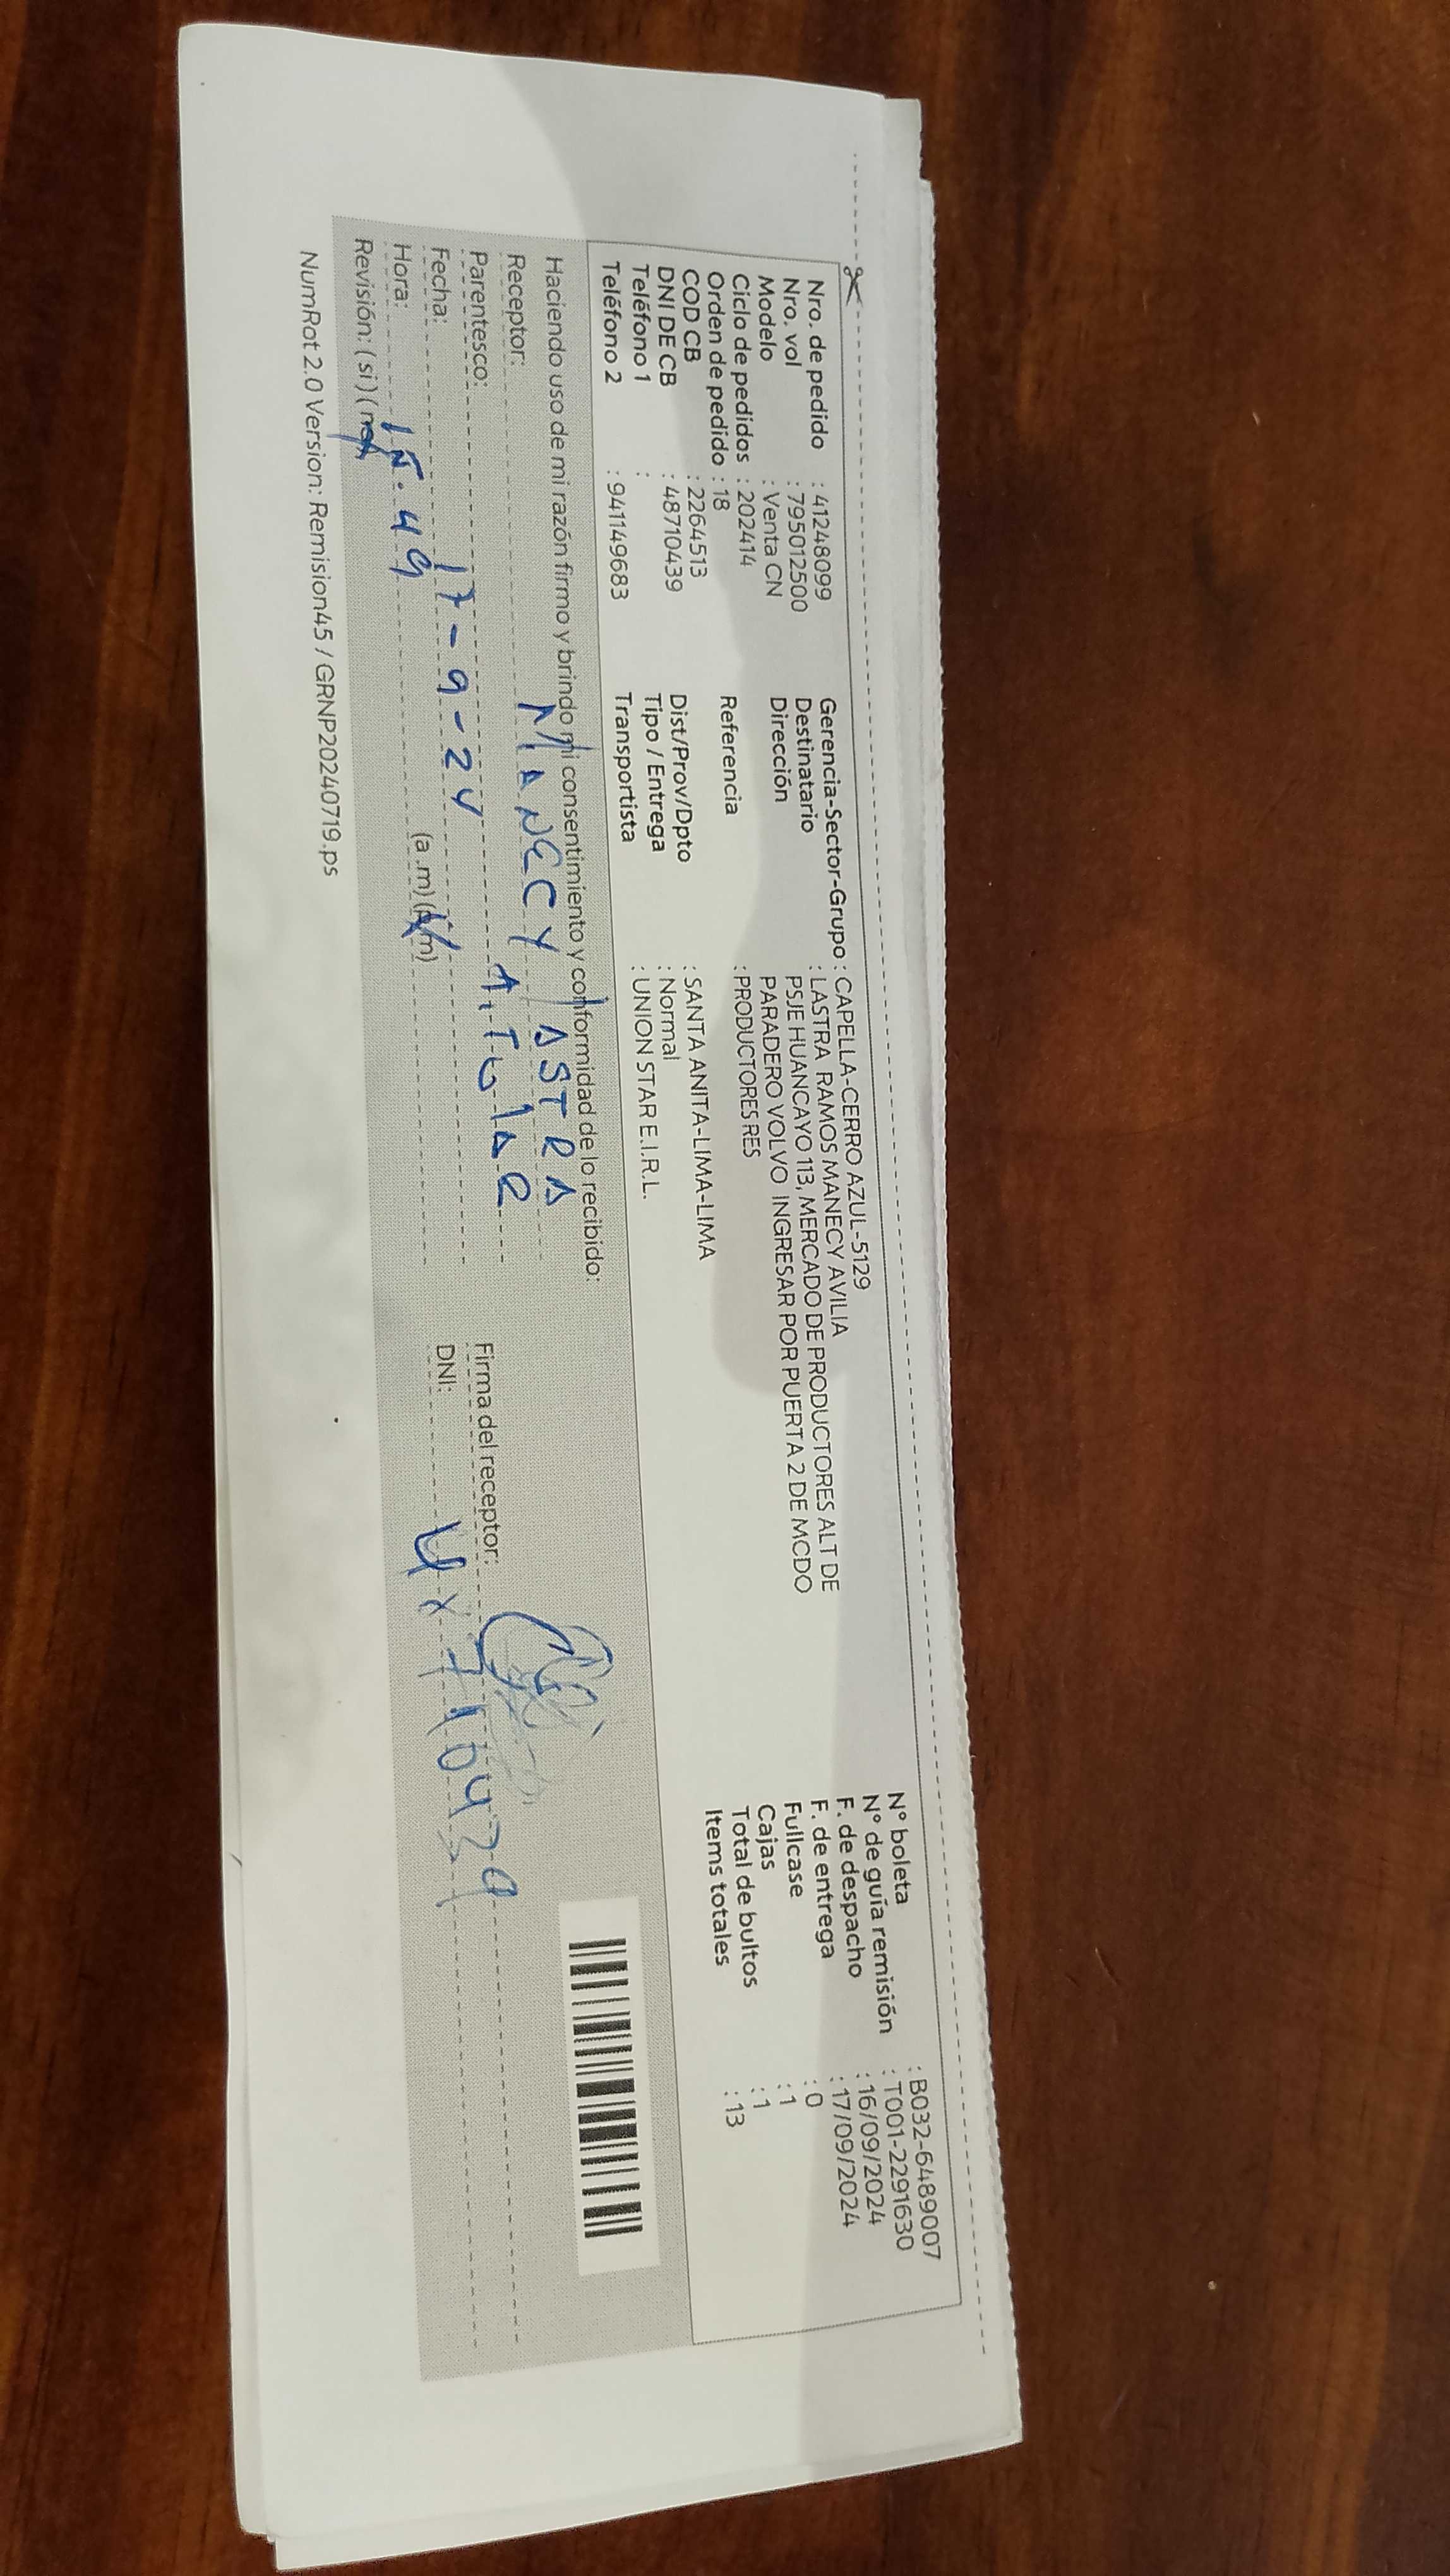 Nro. de pedido : 41248099
Nro. vol : 795012500
Modelo : Venta CN
Ciclo de pedidos : 202414
Orden de pedido : 18
COD CB : 2264513
DNI DE CB : 48710439
Teléfono 1 :
Teléfono 2 : 941149683
Gerencia-Sector-Grupo : CAPELLA-CERRO AZUL-5129
Destinatario : LASTRA RAMOS MANECY AVILIA
Dirección PSJE HUANCAYO 113, MERCADO DE PRODUCTORES ALT DE
PARADERO VOLVO INGRESAR POR PUERTA 2 DE MCDO
Referencia : PRODUCTORES RES
Dist/Prov/Dpto : SANTA ANITA-LIMA-LIMA
Tipo / Entrega : Normal
Transportista : UNION STAR E.I.R.L.
N° boleta : B032-6489007
N° de guía remisión : T001-2291630
F. de despacho : 16/09/2024
F. de entrega : 17/09/2024
Fullcase : 0
Cajas : 1
Total de bultos : 1
Items totales : 13
Haciendo uso de mi razón firmo y brindo mi consentimiento y conformidad de lo recibido:
Receptor: MANECY LASTRA
Parentesco:
Fecha: 17-9-24
Hora: (a.m) (p.m)
Revisión: (si) (no)
Firma del receptor:
DNI: 48710439
NumRot 2.0 Version: Remision45 / GRNP20240719.ps